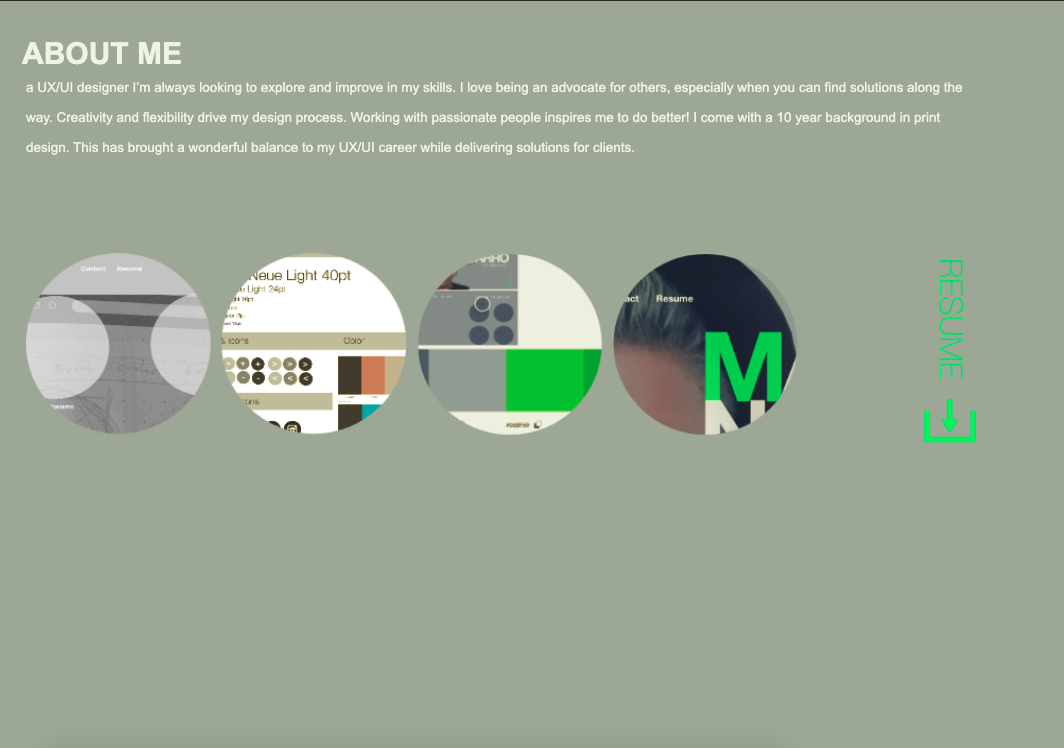 ABOUT ME
a UX/UI designer I'm always looking to explore and improve in my skills. I love being an advocate for others, especially when you can find solutions along the
way. Creativity and flexibility drive my design process. Working with passionate people inspires me to do better! I come with a 10 year background in print
design. This has brought a wonderful balance to my UX/UI career while delivering solutions for clients.
Contact Resume
Neue Light 40pt
Light 24pt
& Icons Color
cons
act Resume
M
N
RESUME